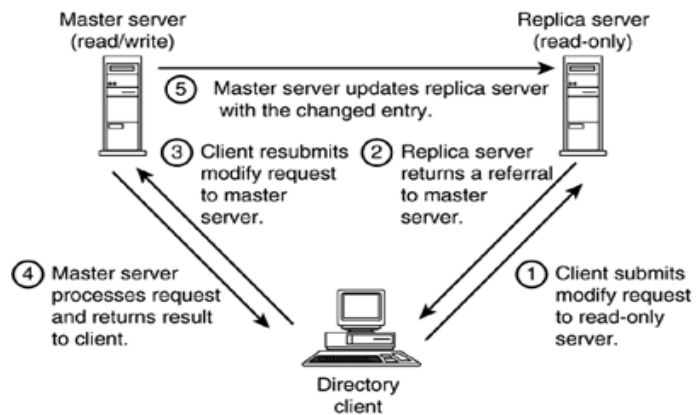 Master server
(read/write)
Replica server
(read-only)
5 Master server updates replica server
with the changed entry.
3 Client resubmits
modify request
to master
server.
2 Replica server
returns a referral
to master
server.
4 Master server
processes request
and returns result
to client.
1 Client submits
modify request
to read-only
server.
Directory
client